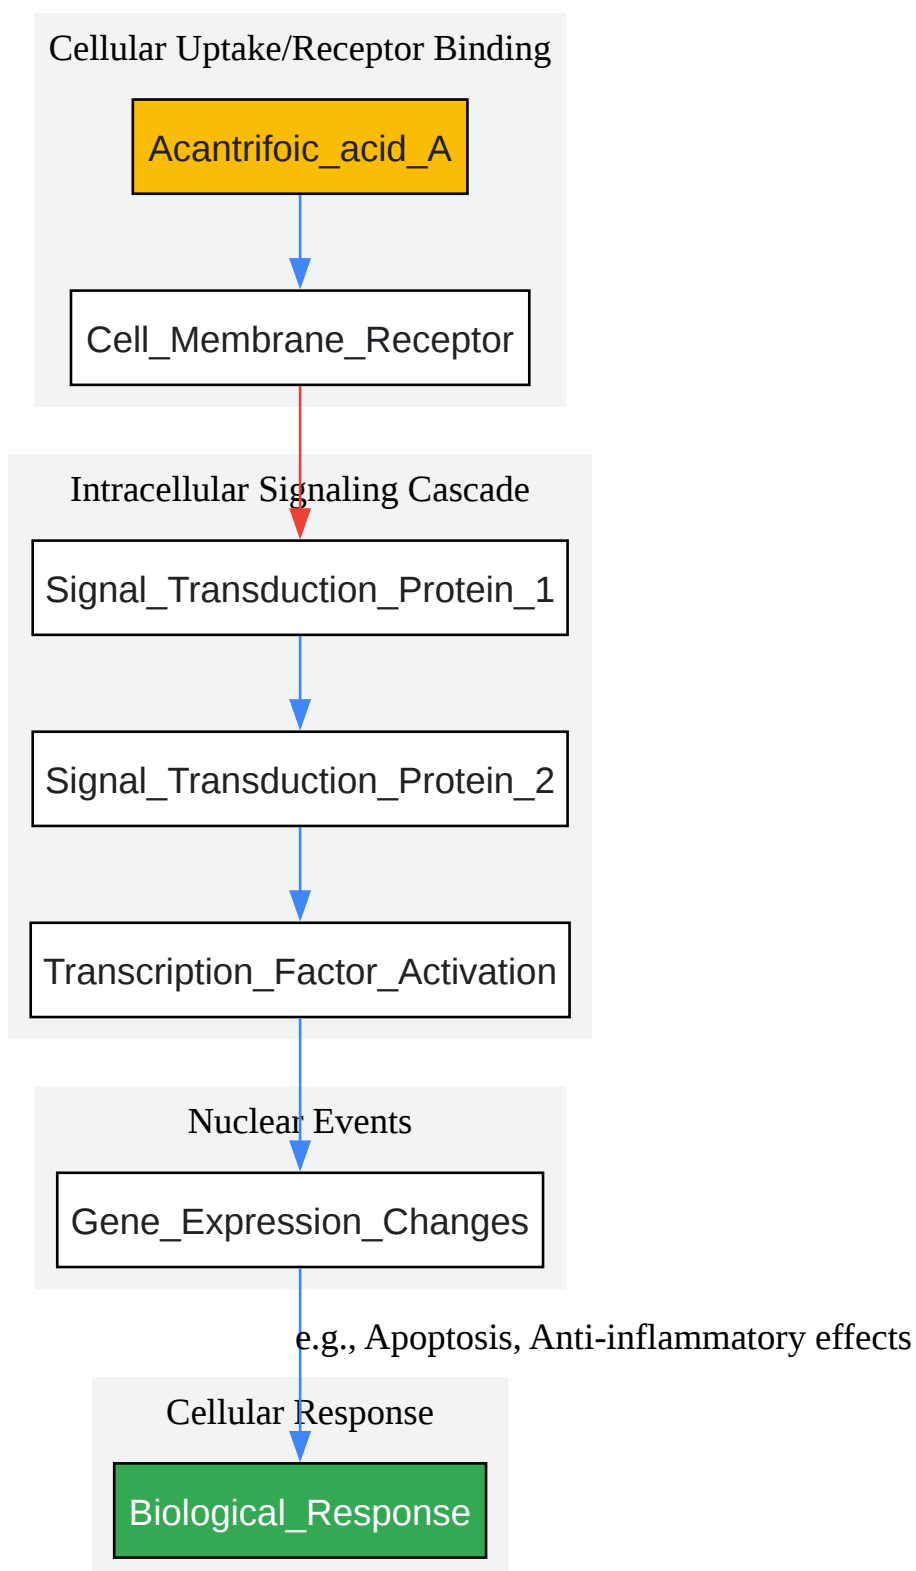 Cellular Uptake/Receptor Binding
Acantrifoic_acid_A
Cell_Membrane_Receptor
Intracellular Signaling Cascade
Signal_Transduction_Protein_1
Signal_Transduction_Protein_2
Transcription_Factor_Activation
Nuclear Events
Gene_Expression_Changes
e.g., Apoptosis, Anti-inflammatory effects
Cellular Response
Biological_Response